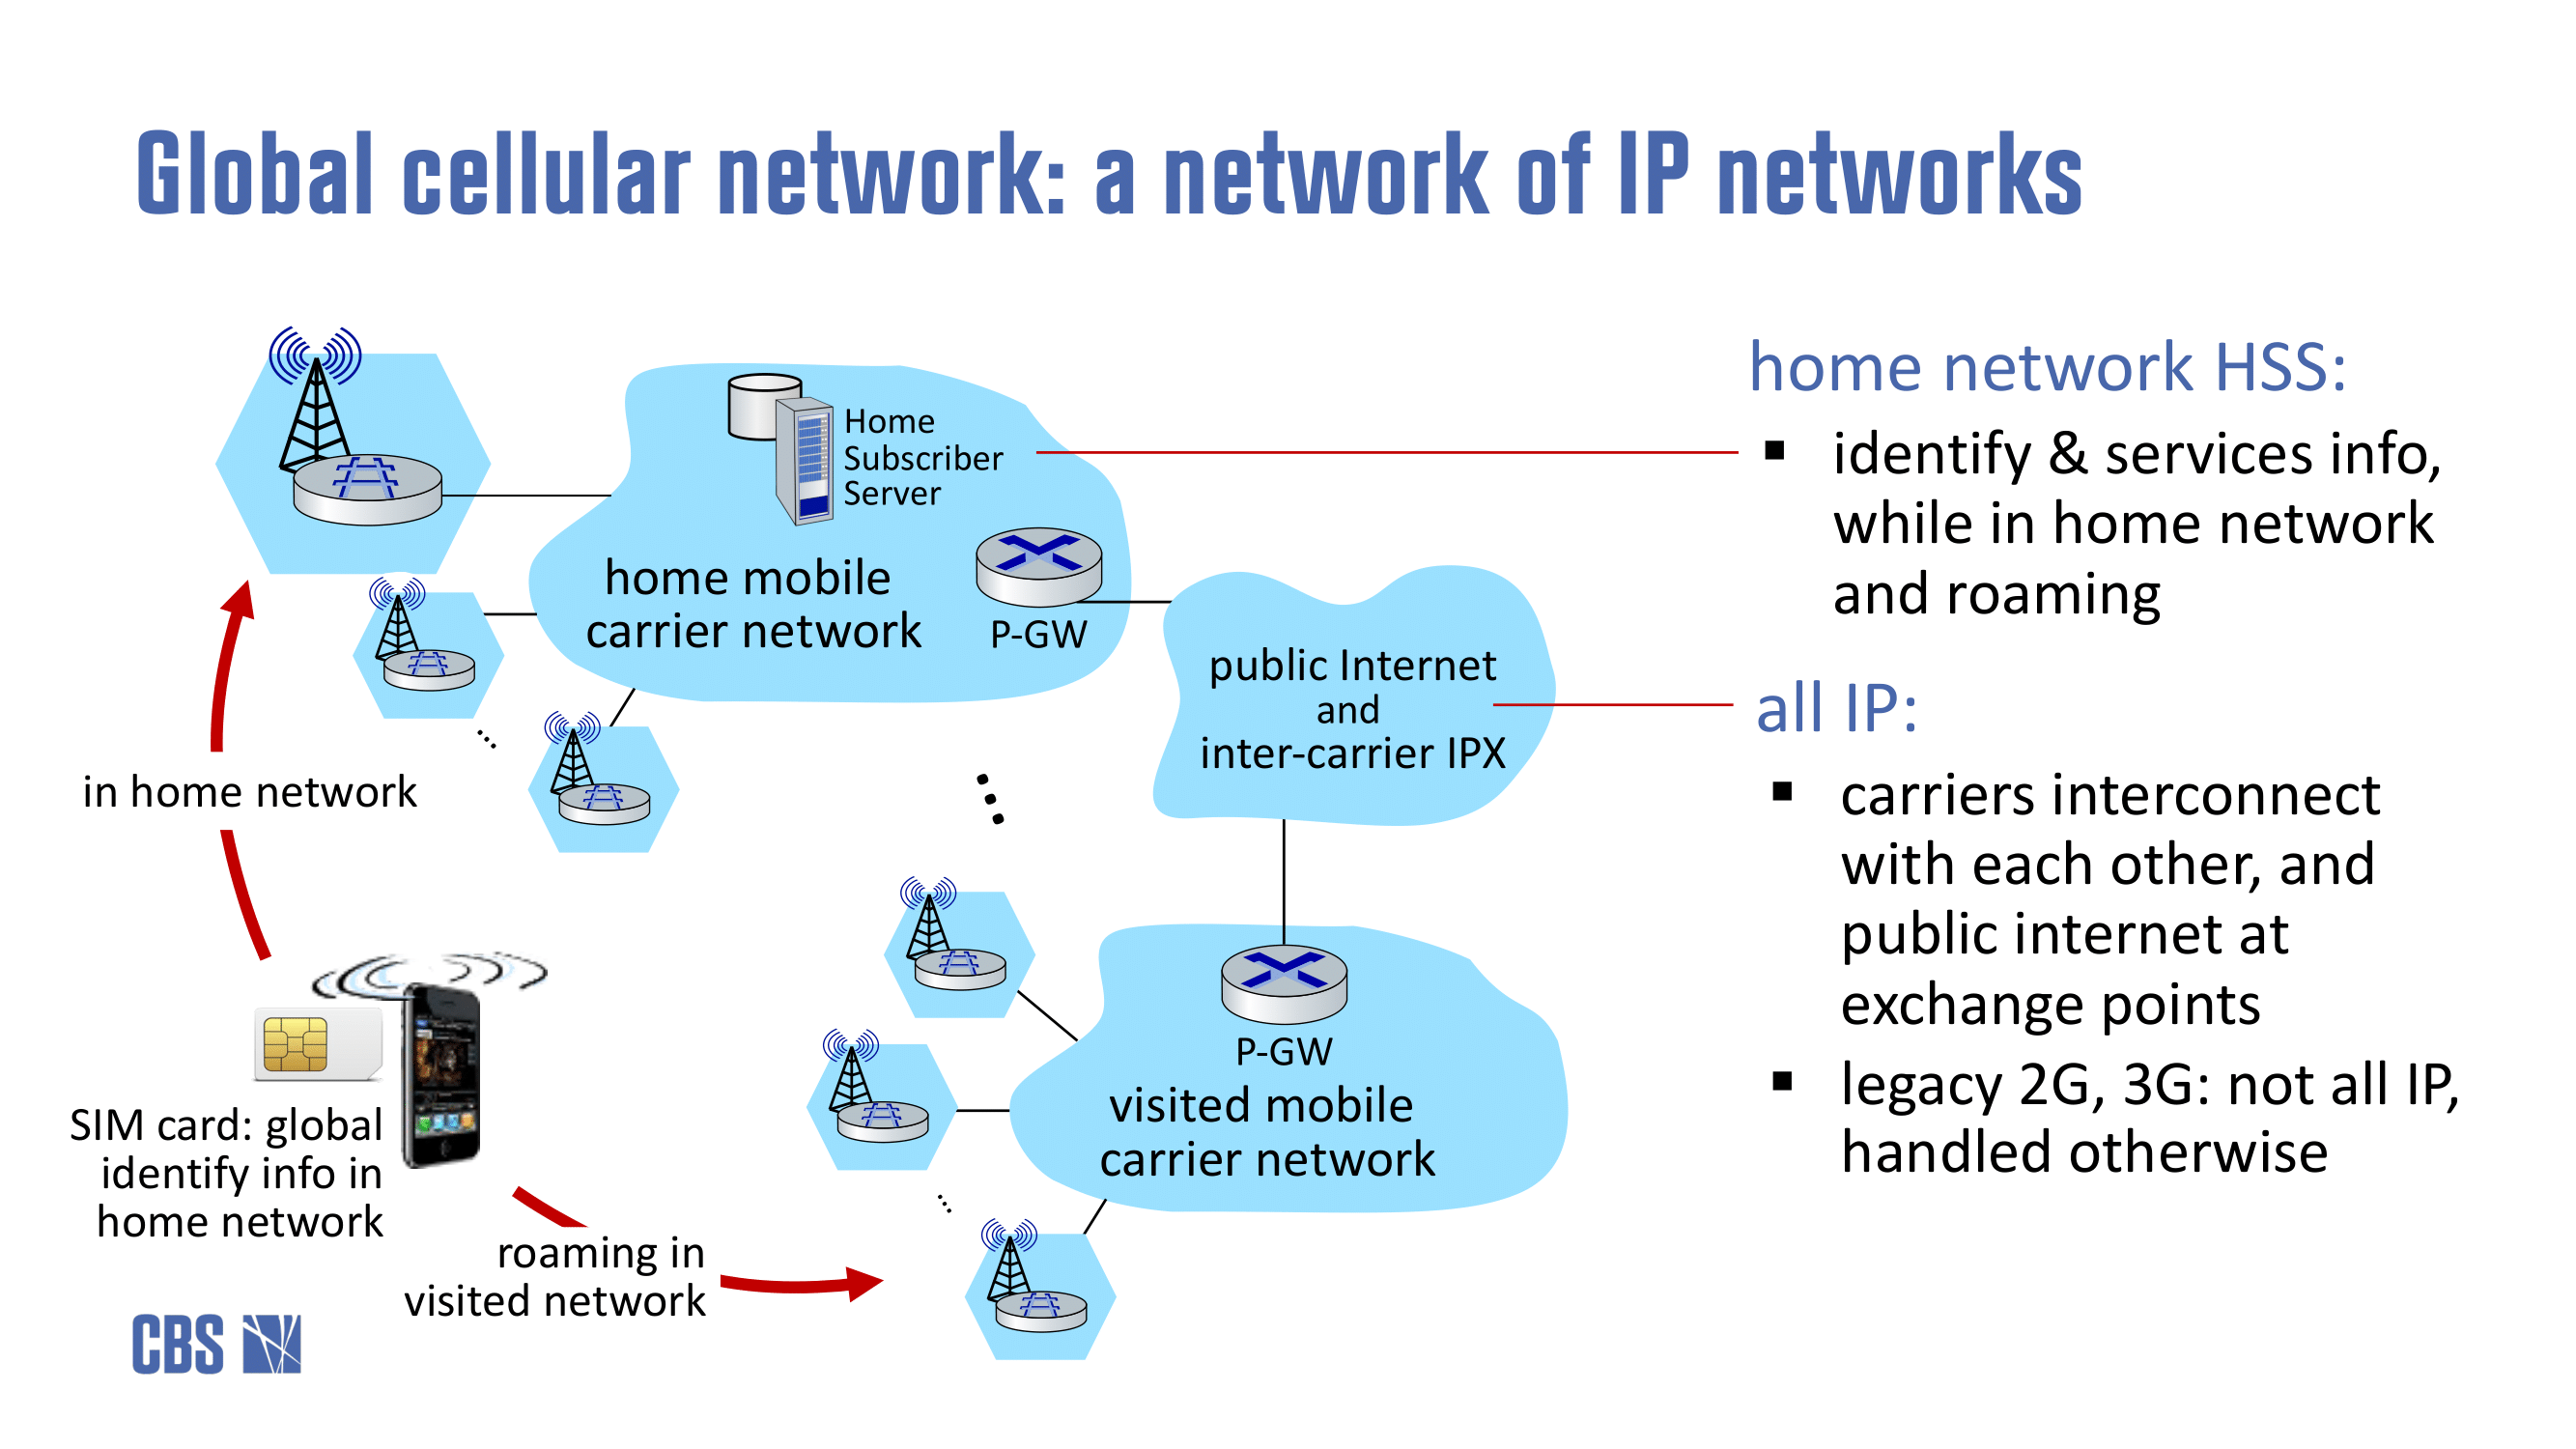 Global cellular network: a network of IP networks
Home
Subscriber
Server
home mobile
carrier network
P-GW
public Internet
and
inter-carrier IPX
in home network
SIM card: global
identify info in
home network
roaming in
visited network
P-GW
visited mobile
carrier network
home network HSS:
▪ identify & services info,
while in home network
and roaming
all IP:
▪ carriers interconnect
with each other, and
public internet at
exchange points
▪ legacy 2G, 3G: not all IP,
handled otherwise
CBS